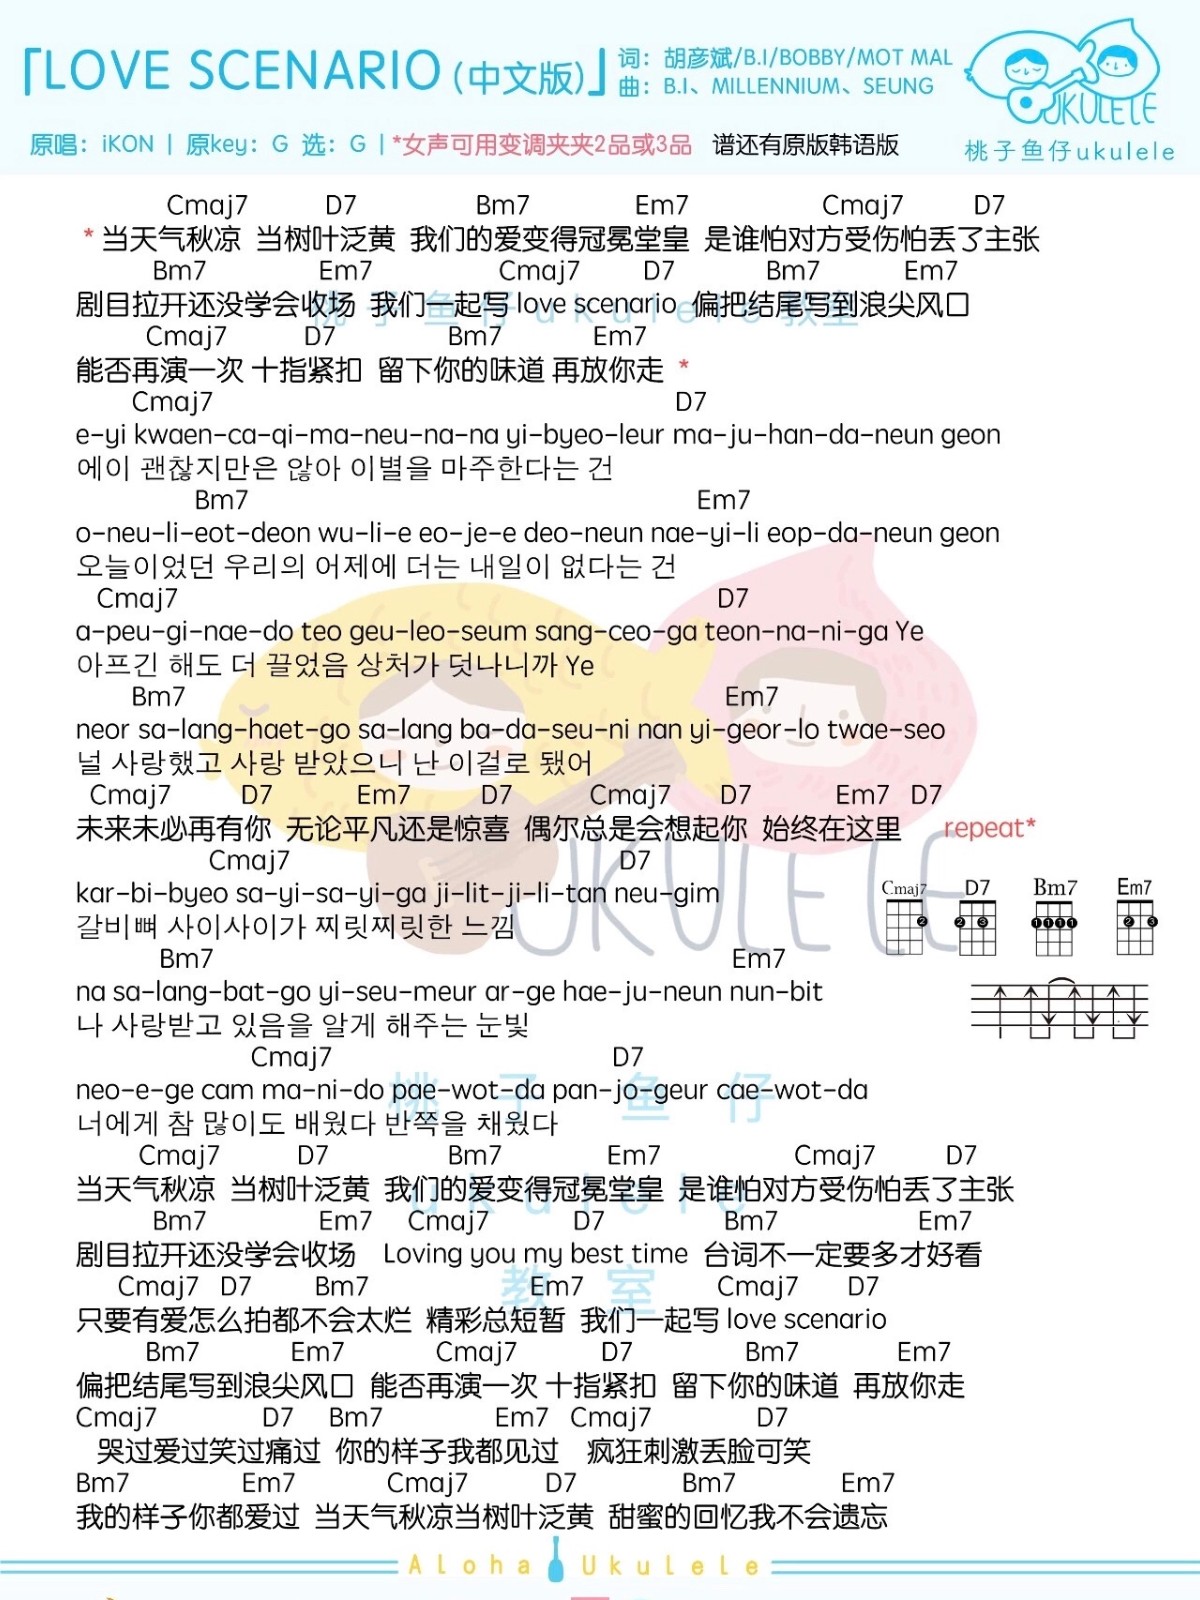 「LOVE SCENARIO(中文版)」
词：胡彦斌/B.I/BOBBY/MOT MAL
曲：B.I、MILLENNIUM、SEUNG
UKULELE
桃子鱼仔ukulele
原唱：iKON | 原key：G 选：G |*女声可用变调夹夹2品或3品 谱还有原版韩语版
Cmaj7 D7 Bm7 Em7 Cmaj7 D7
* 当天气秋凉 当树叶泛黄 我们的爱变得冠冕堂皇 是谁怕对方受伤怕丢了主张
Bm7 Em7 Cmaj7 D7 Bm7 Em7
剧目拉开还没学会收场 我们一起写 love scenario 偏把结尾写到浪尖风口
桃子鱼仔ukulele教室
Cmaj7 D7 Bm7 Em7
能否再演一次 十指紧扣 留下你的味道 再放你走 *
Cmaj7 D7
e-yi kwaen-ca-qi-ma-neu-na-na yi-byeo-leur ma-ju-han-da-neun geon
에이 괜찮지만은 않아 이별을 마주한다는 건
Bm7 Em7
o-neu-li-eot-deon wu-li-e eo-je-e deo-neun nae-yi-li eop-da-neun geon
오늘이었던 우리의 어제에 더는 내일이 없다는 건
Cmaj7 D7
a-peu-gi-nae-do teo geu-leo-seum sang-ceo-ga teon-na-ni-ga Ye
아프긴 해도 더 끌었음 상처가 덧나니까 Ye
Bm7 Em7
neor sa-lang-haet-go sa-lang ba-da-seu-ni nan yi-geor-lo twae-seo
널 사랑했고 사랑 받았으니 난 이걸로 됐어
Cmaj7 D7 Em7 D7 Cmaj7 D7 Em7 D7
未来未必再有你 无论平凡还是惊喜 偶尔总是会想起你 始终在这里 repeat*
UKULELE
Cmaj7 D7
kar-bi-byeo sa-yi-sa-yi-ga ji-lit-ji-li-tan neu-gim
갈비뼈 사이사이가 찌릿찌릿한 느낌
Cmaj7 D7 Bm7 Em7
2 2 3 1 1 1 1 2 3
Bm7 Em7
na sa-lang-bat-go yi-seu-meur ar-ge hae-ju-neun nun-bit
나 사랑받고 있음을 알게 해주는 눈빛
Cmaj7 D7
neo-e-ge cam ma-ni-do pae-wot-da pan-jo-geur cae-wot-da
너에게 참 많이도 배웠다 반쪽을 채웠다
桃子鱼仔
Cmaj7 D7 Bm7 Em7 Cmaj7 D7
当天气秋凉 当树叶泛黄 我们的爱变得冠冕堂皇 是谁怕对方受伤怕丢了主张
ukulele
Bm7 Em7 Cmaj7 D7 Bm7 Em7
剧目拉开还没学会收场 Loving you my best time 台词不一定要多才好看
教室
Cmaj7 D7 Bm7 Em7 Cmaj7 D7
只要有爱怎么拍都不会太烂 精彩总短暂 我们一起写 love scenario
Bm7 Em7 Cmaj7 D7 Bm7 Em7
偏把结尾写到浪尖风口 能否再演一次 十指紧扣 留下你的味道 再放你走
Cmaj7 D7 Bm7 Em7 Cmaj7 D7
哭过爱过笑过痛过 你的样子我都见过 疯狂刺激丢脸可笑
Bm7 Em7 Cmaj7 D7 Bm7 Em7
我的样子你都爱过 当天气秋凉当树叶泛黄 甜蜜的回忆我不会遗忘
Aloha Ukulele